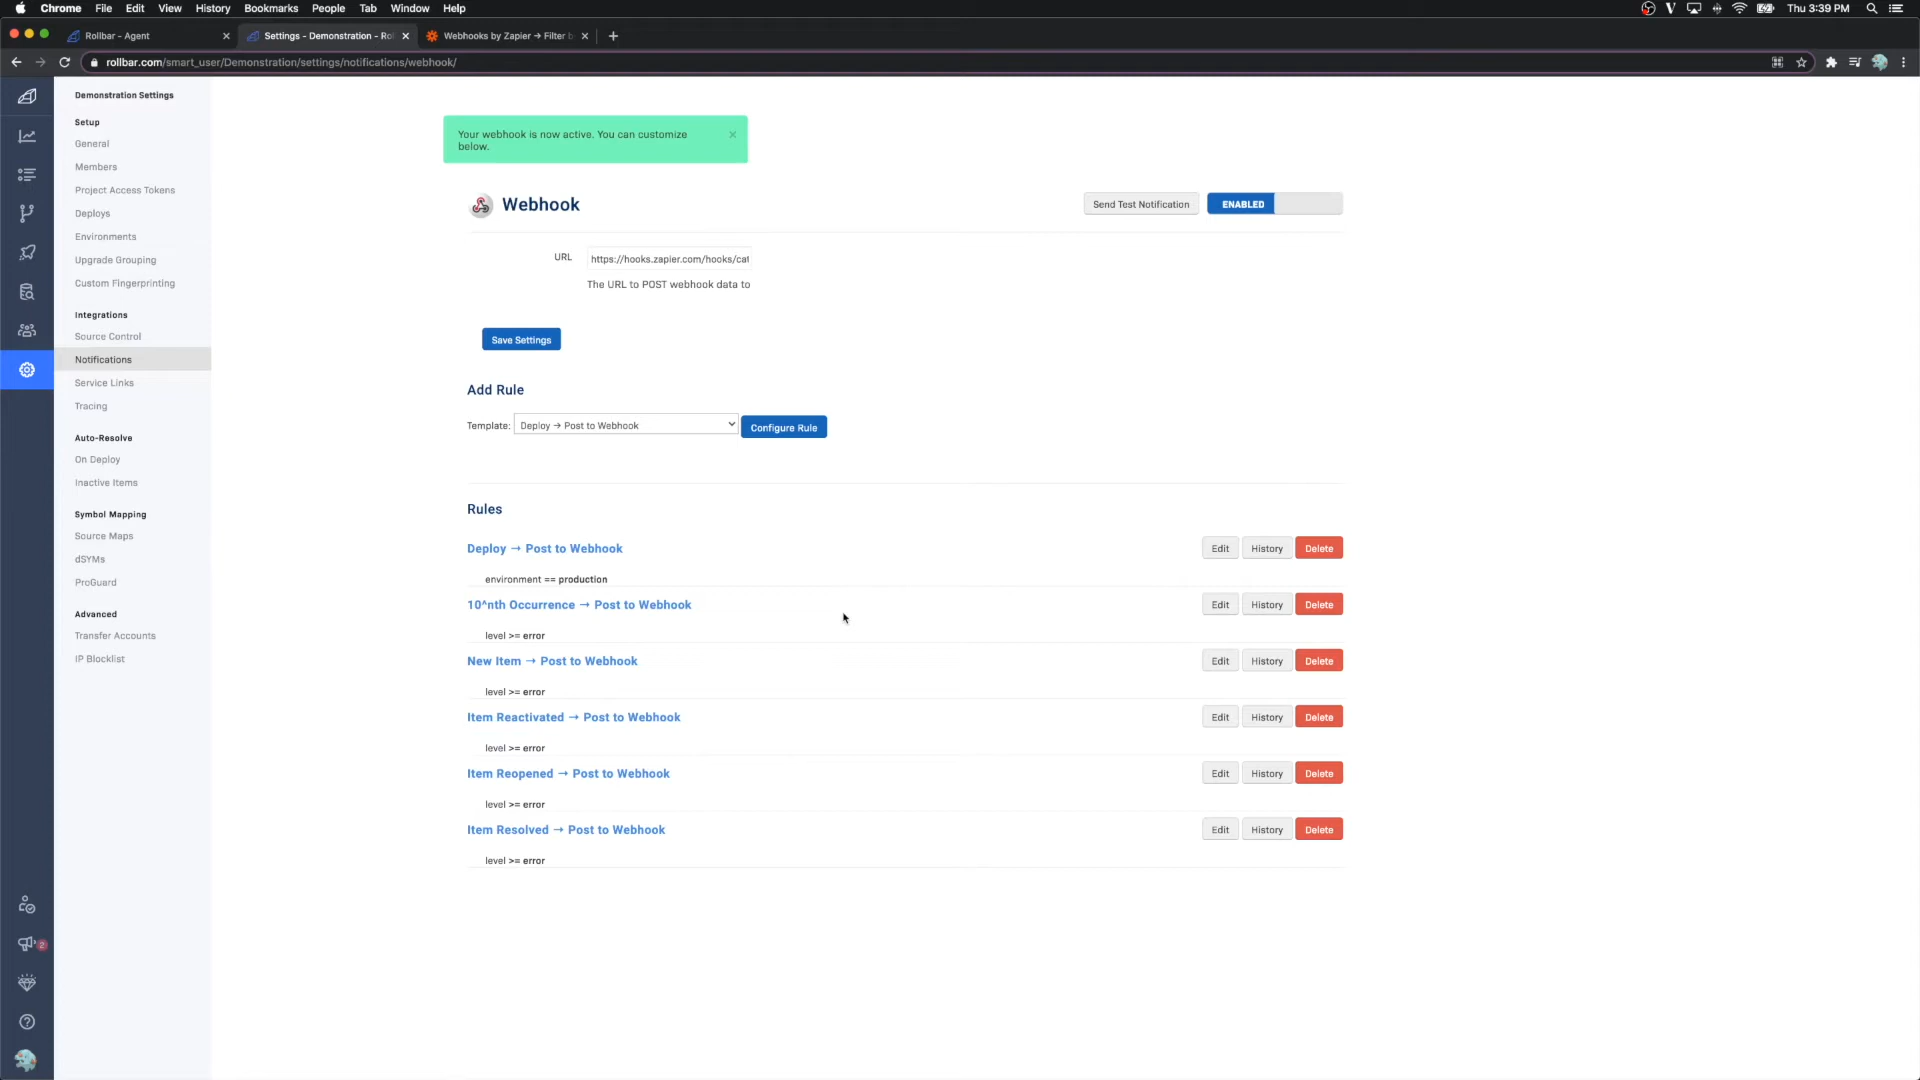 Chrome File Edit View History Bookmarks People Tab Window Help
Thu 3:39 PM
Rollbar - Agent
Settings - Demonstration - Rol
Webhooks by Zapier → Filter b
rollbar.com/smart_user/Demonstration/settings/notifications/webhook/
Demonstration Settings
Setup
General
Members
Project Access Tokens
Deploys
Environments
Upgrade Grouping
Custom Fingerprinting
Integrations
Source Control
Notifications
Service Links
Tracing
Auto-Resolve
On Deploy
Inactive Items
Symbol Mapping
Source Maps
dSYMs
ProGuard
Advanced
Transfer Accounts
IP Blocklist
2
Your webhook is now active. You can customize
below.
×
Webhook
Send Test Notification
ENABLED
URL
https://hooks.zapier.com/hooks/cat
The URL to POST webhook data to
Save Settings
Add Rule
Template: Deploy → Post to Webhook
Configure Rule
Rules
Deploy → Post to Webhook
Edit History Delete
environment == production
10^nth Occurrence → Post to Webhook
Edit History Delete
level >= error
New Item → Post to Webhook
Edit History Delete
level >= error
Item Reactivated → Post to Webhook
Edit History Delete
level >= error
Item Reopened → Post to Webhook
Edit History Delete
level >= error
Item Resolved → Post to Webhook
Edit History Delete
level >= error